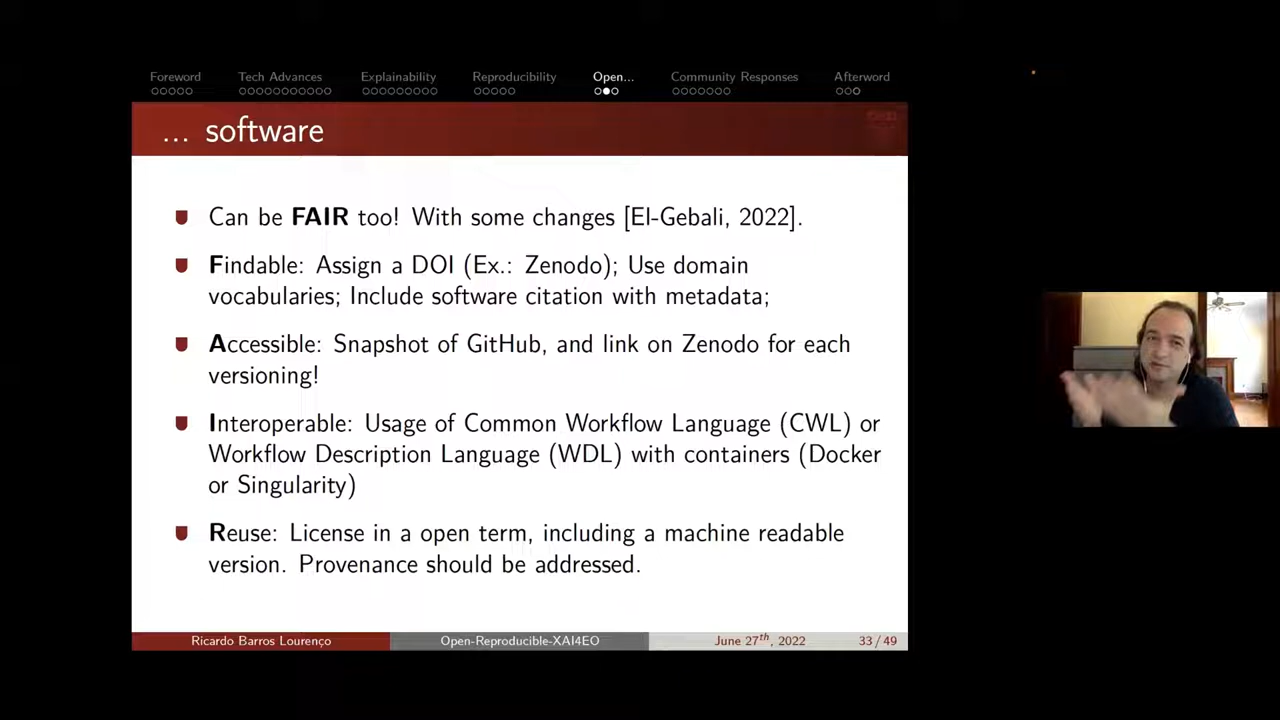 Foreword Tech Advances Explainability Reproducibility Open... Community Responses Afterword
... software
Can be FAIR too! With some changes [El-Gebali, 2022].
Findable: Assign a DOI (Ex.: Zenodo); Use domain
vocabularies; Include software citation with metadata;
Accessible: Snapshot of GitHub, and link on Zenodo for each
versioning!
Interoperable: Usage of Common Workflow Language (CWL) or
Workflow Description Language (WDL) with containers (Docker
or Singularity)
Reuse: License in a open term, including a machine readable
version. Provenance should be addressed.
Ricardo Barros Lourenço Open-Reproducible-XAI4EO June 27th, 2022 33 / 49